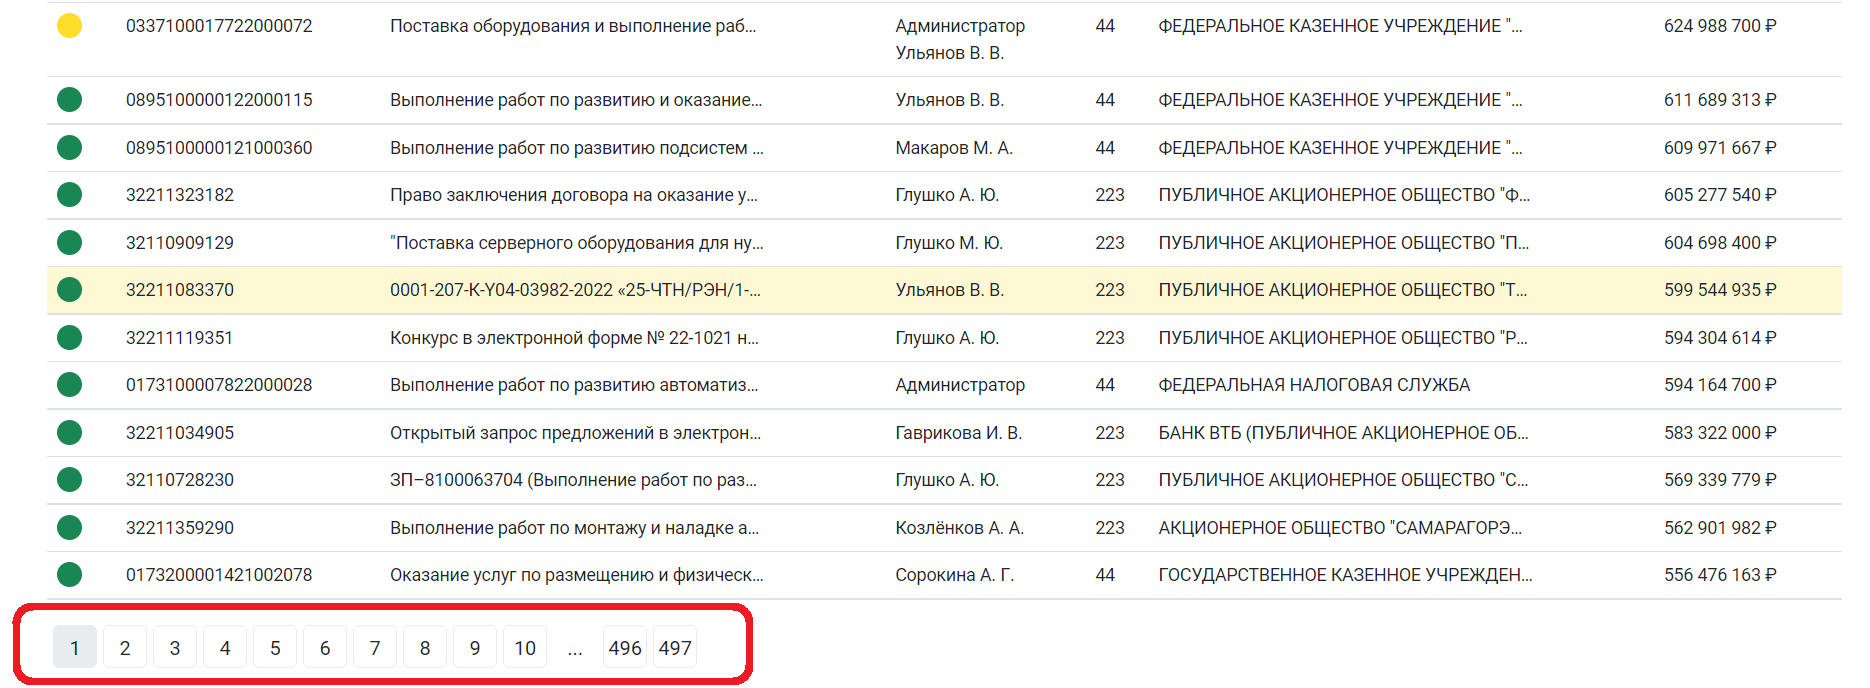 0337100017722000072 Поставка оборудования и выполнение раб... Администратор 44 ФЕДЕРАЛЬНОЕ КАЗЕННОЕ УЧРЕЖДЕНИЕ "... 624 988 700 ₽
Ульянов В. В.
0895100000122000115 Выполнение работ по развитию и оказание... Ульянов В. В. 44 ФЕДЕРАЛЬНОЕ КАЗЕННОЕ УЧРЕЖДЕНИЕ "... 611 689 313 ₽
0895100000121000360 Выполнение работ по развитию подсистем ... Макаров М. А. 44 ФЕДЕРАЛЬНОЕ КАЗЕННОЕ УЧРЕЖДЕНИЕ "... 609 971 667 ₽
32211323182 Право заключения договора на оказание у... Глушко А. Ю. 223 ПУБЛИЧНОЕ АКЦИОНЕРНОЕ ОБЩЕСТВО "Ф... 605 277 540 ₽
32110909129 "Поставка серверного оборудования для ну... Глушко М. Ю. 223 ПУБЛИЧНОЕ АКЦИОНЕРНОЕ ОБЩЕСТВО "П... 604 698 400 ₽
32211083370 0001-207-К-Y04-03982-2022 «25-ЧТН/РЭН/1-... Ульянов В. В. 223 ПУБЛИЧНОЕ АКЦИОНЕРНОЕ ОБЩЕСТВО "Т... 599 544 935 ₽
32211119351 Конкурс в электронной форме № 22-1021 н... Глушко А. Ю. 223 ПУБЛИЧНОЕ АКЦИОНЕРНОЕ ОБЩЕСТВО "Р... 594 304 614 ₽
0173100007822000028 Выполнение работ по развитию автоматиз... Администратор 44 ФЕДЕРАЛЬНАЯ НАЛОГОВАЯ СЛУЖБА 594 164 700 ₽
32211034905 Открытый запрос предложений в электрон... Гаврикова И. В. 223 БАНК ВТБ (ПУБЛИЧНОЕ АКЦИОНЕРНОЕ ОБ... 583 322 000 ₽
32110728230 ЗП–8100063704 (Выполнение работ по раз... Глушко А. Ю. 223 ПУБЛИЧНОЕ АКЦИОНЕРНОЕ ОБЩЕСТВО "С... 569 339 779 ₽
32211359290 Выполнение работ по монтажу и наладке а... Козлёнков А. А. 223 АКЦИОНЕРНОЕ ОБЩЕСТВО "САМАРАГОРЭ... 562 901 982 ₽
0173200001421002078 Оказание услуг по размещению и физическ... Сорокина А. Г. 44 ГОСУДАРСТВЕННОЕ КАЗЕННОЕ УЧРЕЖДЕН... 556 476 163 ₽
1 2 3 4 5 6 7 8 9 10 ... 496 497